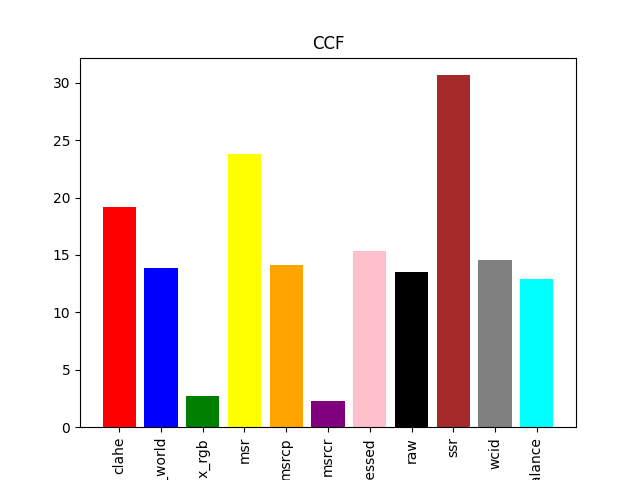 CCF
30
25
20
15
10
5
0
clahe
_world
x_rgb
msr
msrcp
msrcr
essed
raw
ssr
wcid
alance